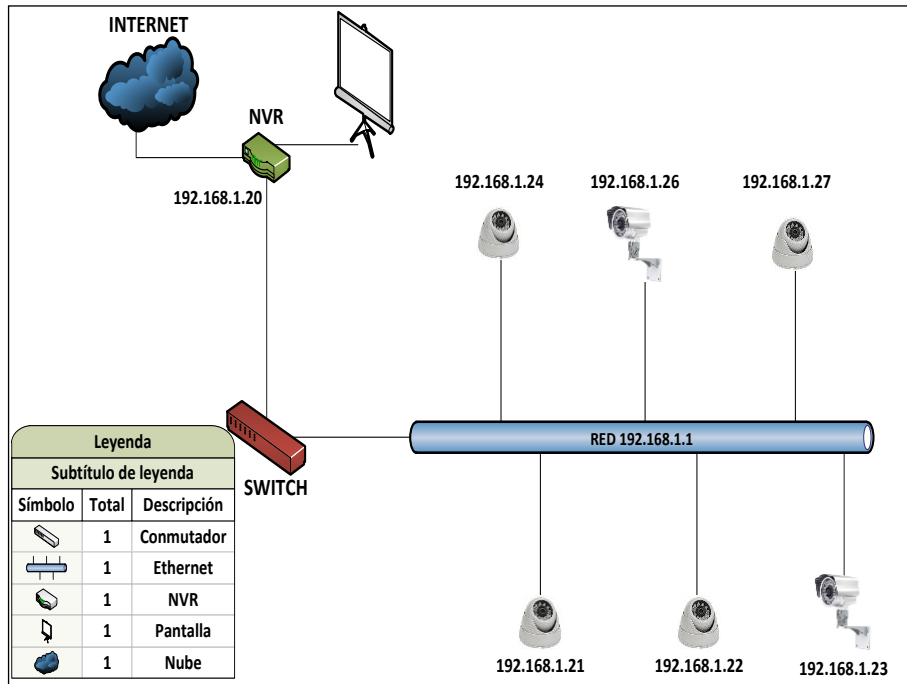 INTERNET
NVR
192.168.1.20
192.168.1.24
192.168.1.26
192.168.1.27
RED 192.168.1.1
SWITCH
192.168.1.21
192.168.1.22
192.168.1.23
Leyenda
Subtítulo de leyenda
Símbolo Total Descripción
1 Conmutador
1 Ethernet
1 NVR
1 Pantalla
1 Nube